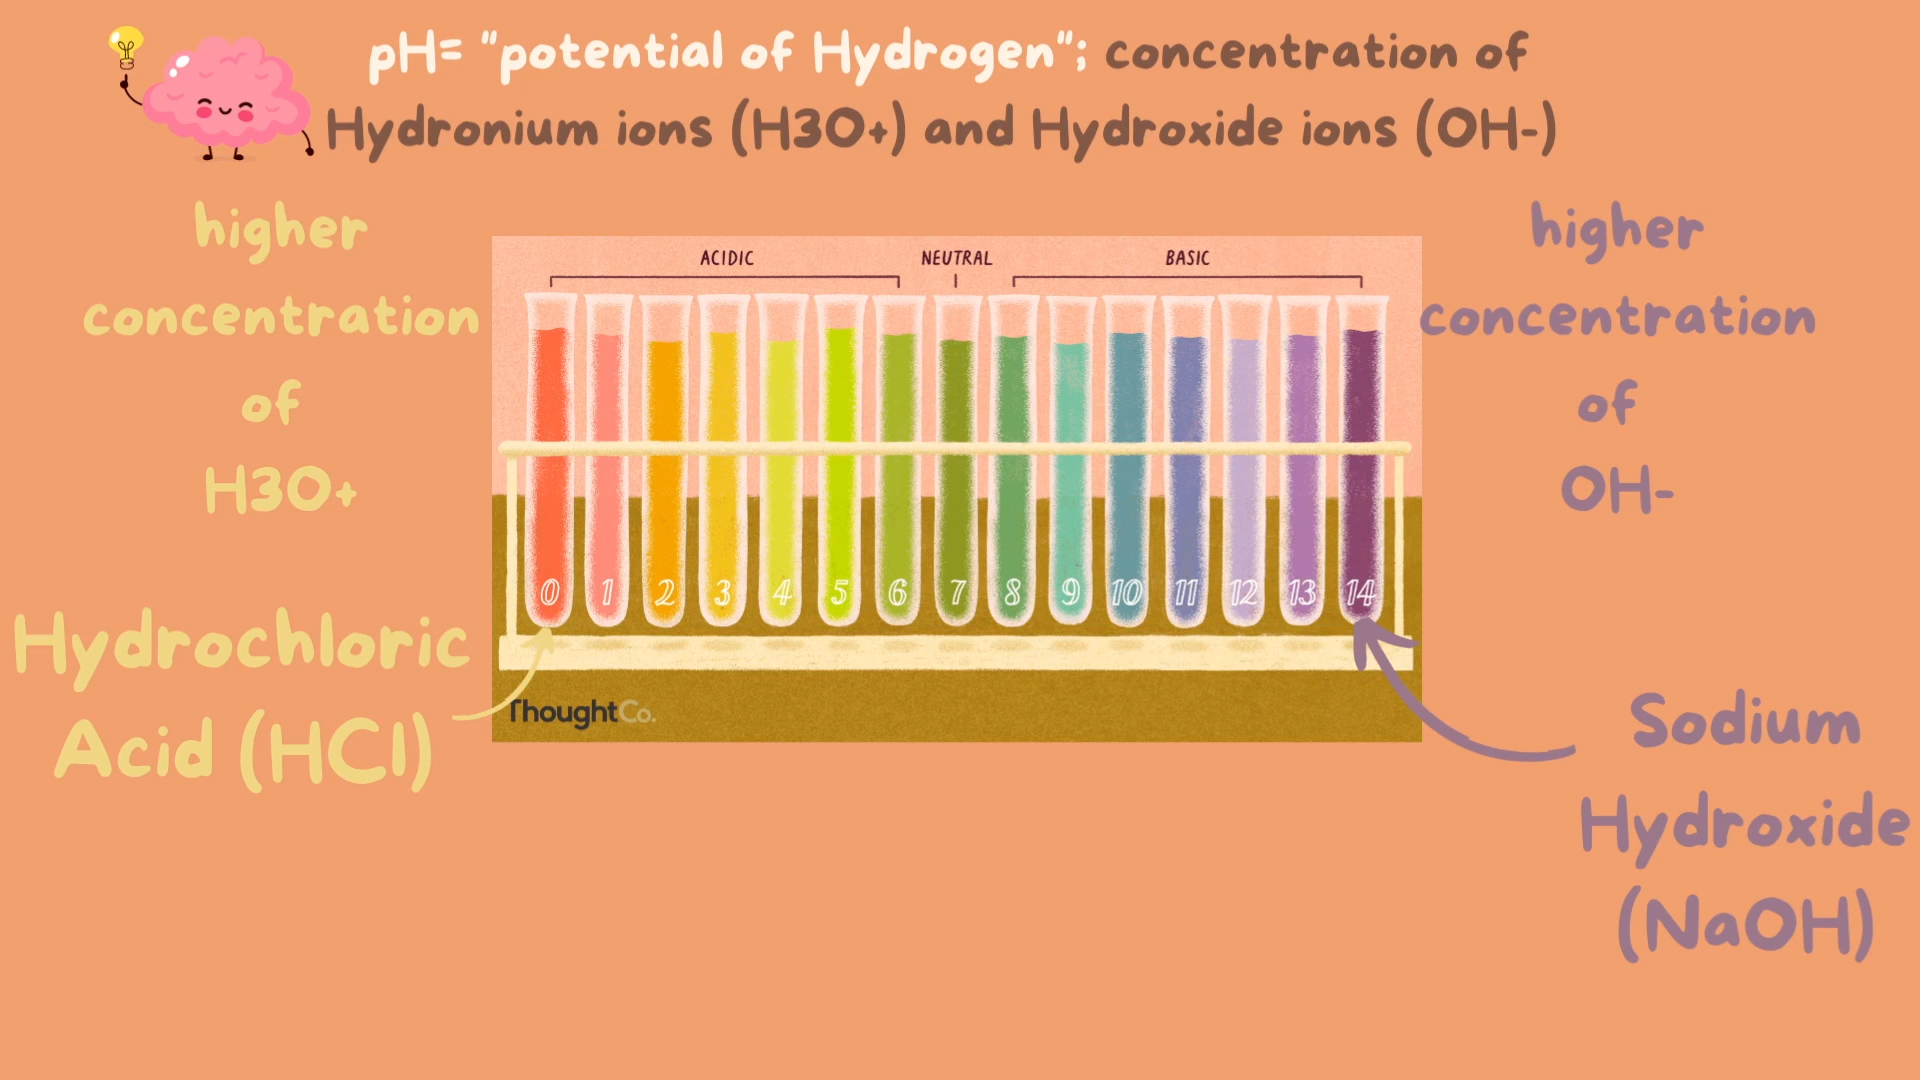 pH= "potential of Hydrogen"; concentration of
Hydronium ions (H3O+) and Hydroxide ions (OH-)
higher
concentration
of
H3O+
Hydrochloric
Acid (HCl)
ACIDIC NEUTRAL BASIC
0 1 2 3 4 5 6 7 8 9 10 11 12 13 14
ThoughtCo.
higher
concentration
of
OH-
Sodium
Hydroxide
(NaOH)